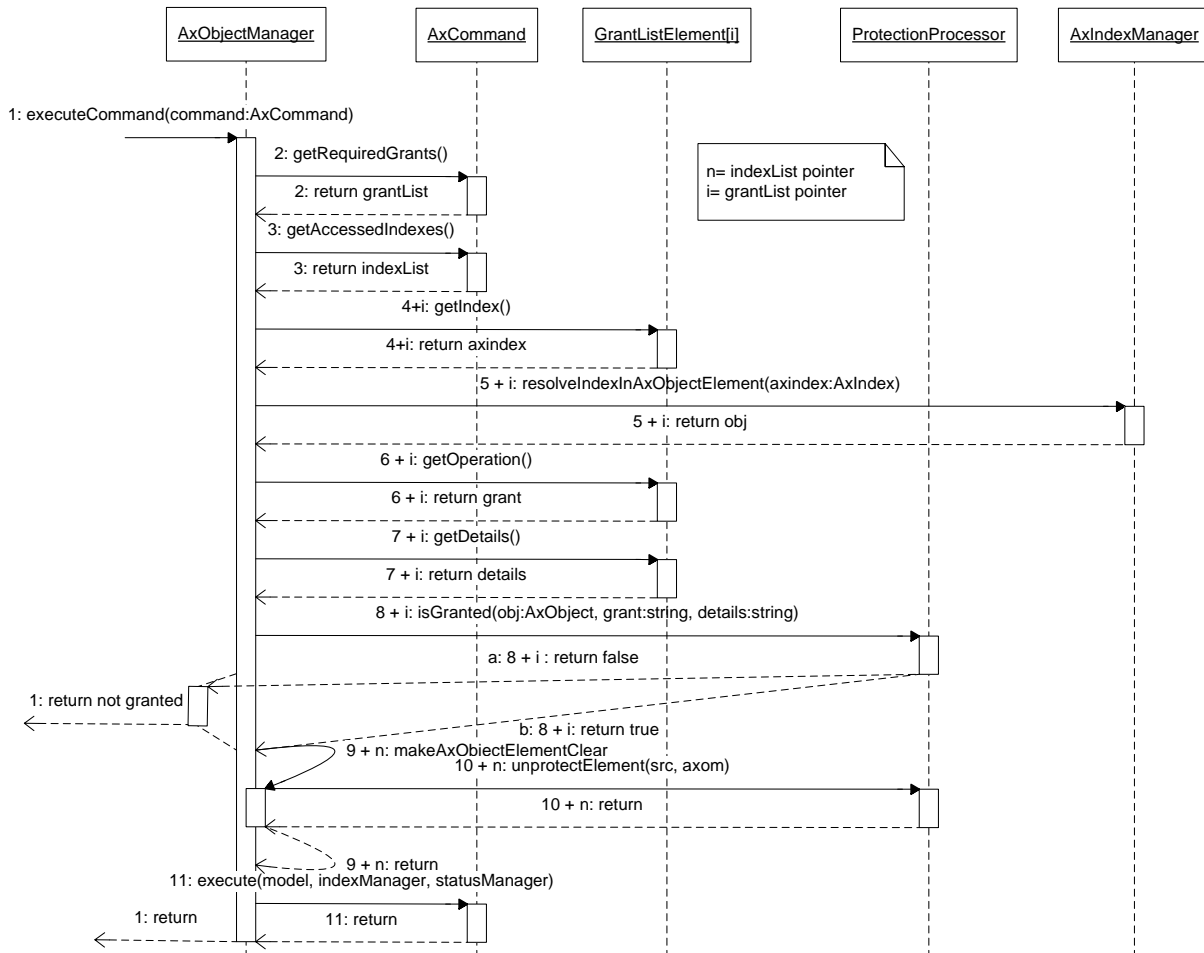 AxObjectManager
AxCommand
GrantListElement[i]
ProtectionProcessor
AxIndexManager
1: executeCommand(command:AxCommand)
2: getRequiredGrants()
n= indexList pointer
i= grantList pointer
2: return grantList
3: getAccessedIndexes()
3: return indexList
4+i: getIndex()
4+i: return axindex
5 + i: resolveIndexInAxObjectElement(axindex:AxIndex)
5 + i: return obj
6 + i: getOperation()
6 + i: return grant
7 + i: getDetails()
7 + i: return details
8 + i: isGranted(obj:AxObject, grant:string, details:string)
a: 8 + i : return false
1: return not granted
b: 8 + i: return true
9 + n: makeAxObjectElementClear
10 + n: unprotectElement(src, axom)
10 + n: return
9 + n: return
11: execute(model, indexManager, statusManager)
1: return
11: return